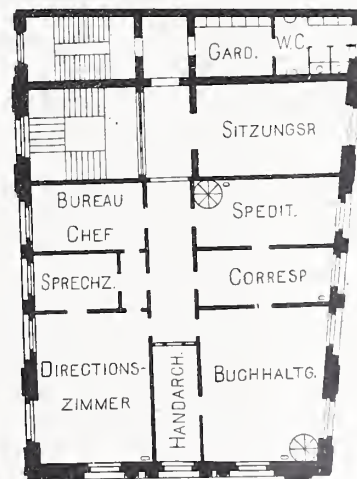 GARD.
W.C.
SITZUNGSR
BUREAU
CHEF
SPEDIT.
SPRECHZ.
CORRESP
DIRECTIONS-
ZIMMER
HANDARCH.
BUCHHALTG.